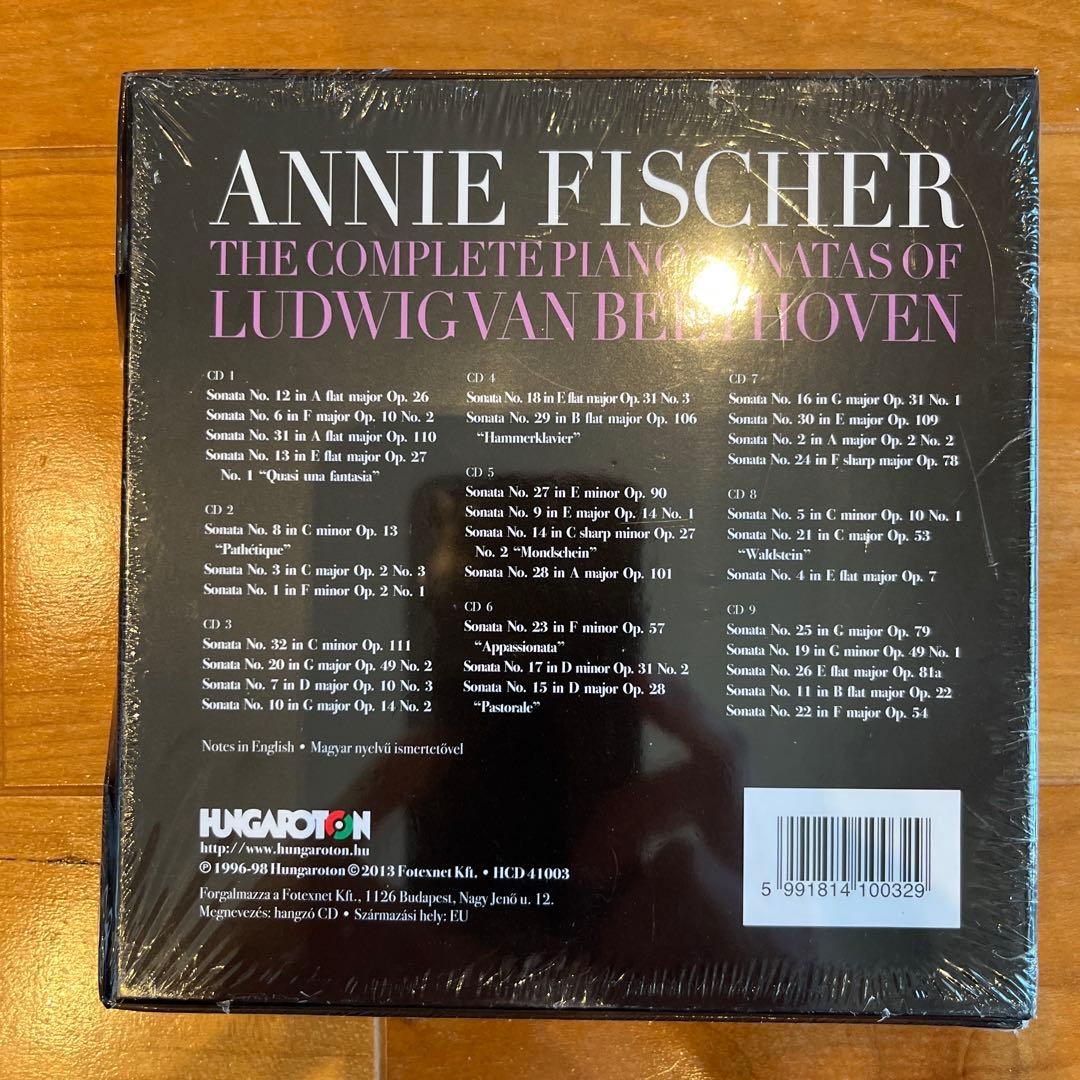 ANNIE FISCHER
THE COMPLETE PIANO SONATAS OF
LUDWIG VAN BEETHOVEN
CD 1
Sonata No. 12 in A flat major Op. 26
Sonata No. 6 in F major Op. 10 No. 2
Sonata No. 31 in A flat major Op. 110
Sonata No. 13 in E flat major Op. 27
No. 1 “Quasi una fantasia”
CD 2
Sonata No. 8 in C minor Op. 13
“Pathétique”
Sonata No. 3 in C major Op. 2 No. 3
Sonata No. 1 in F minor Op. 2 No. 1
CD 3
Sonata No. 32 in C minor Op. 111
Sonata No. 20 in G major Op. 49 No. 2
Sonata No. 7 in D major Op. 10 No. 3
Sonata No. 10 in G major Op. 14 No. 2
CD 4
Sonata No. 18 in E flat major Op. 31 No. 3
Sonata No. 29 in B flat major Op. 106
“Hammerklavier”
CD 5
Sonata No. 27 in E minor Op. 90
Sonata No. 9 in E major Op. 14 No. 1
Sonata No. 14 in C sharp minor Op. 27
No. 2 “Mondschein”
Sonata No. 28 in A major Op. 101
CD 6
Sonata No. 23 in F minor Op. 57
“Appassionata”
Sonata No. 17 in D minor Op. 31 No. 2
Sonata No. 15 in D major Op. 28
“Pastorale”
CD 7
Sonata No. 16 in G major Op. 31 No. 1
Sonata No. 30 in E major Op. 109
Sonata No. 2 in A major Op. 2 No. 2
Sonata No. 24 in F sharp major Op. 78
CD 8
Sonata No. 5 in C minor Op. 10 No. 1
Sonata No. 21 in C major Op. 53
“Waldstein”
Sonata No. 4 in E flat major Op. 7
CD 9
Sonata No. 25 in G major Op. 79
Sonata No. 19 in G minor Op. 49 No. 1
Sonata No. 26 E flat major Op. 81a
Sonata No. 11 in B flat major Op. 22
Sonata No. 22 in F major Op. 54
Notes in English • Magyar nyelvű ismertetővel
HUNGAROTON
http://www.hungaroton.hu
℗ 1996-98 Hungaroton © 2013 Fotexnet Kft. • HCD 41003
Forgalmazza a Fotexnet Kft., 1126 Budapest, Nagy Jenő u. 12.
Megnevezés: hangzó CD • Származási hely: EU
5 991814 100329